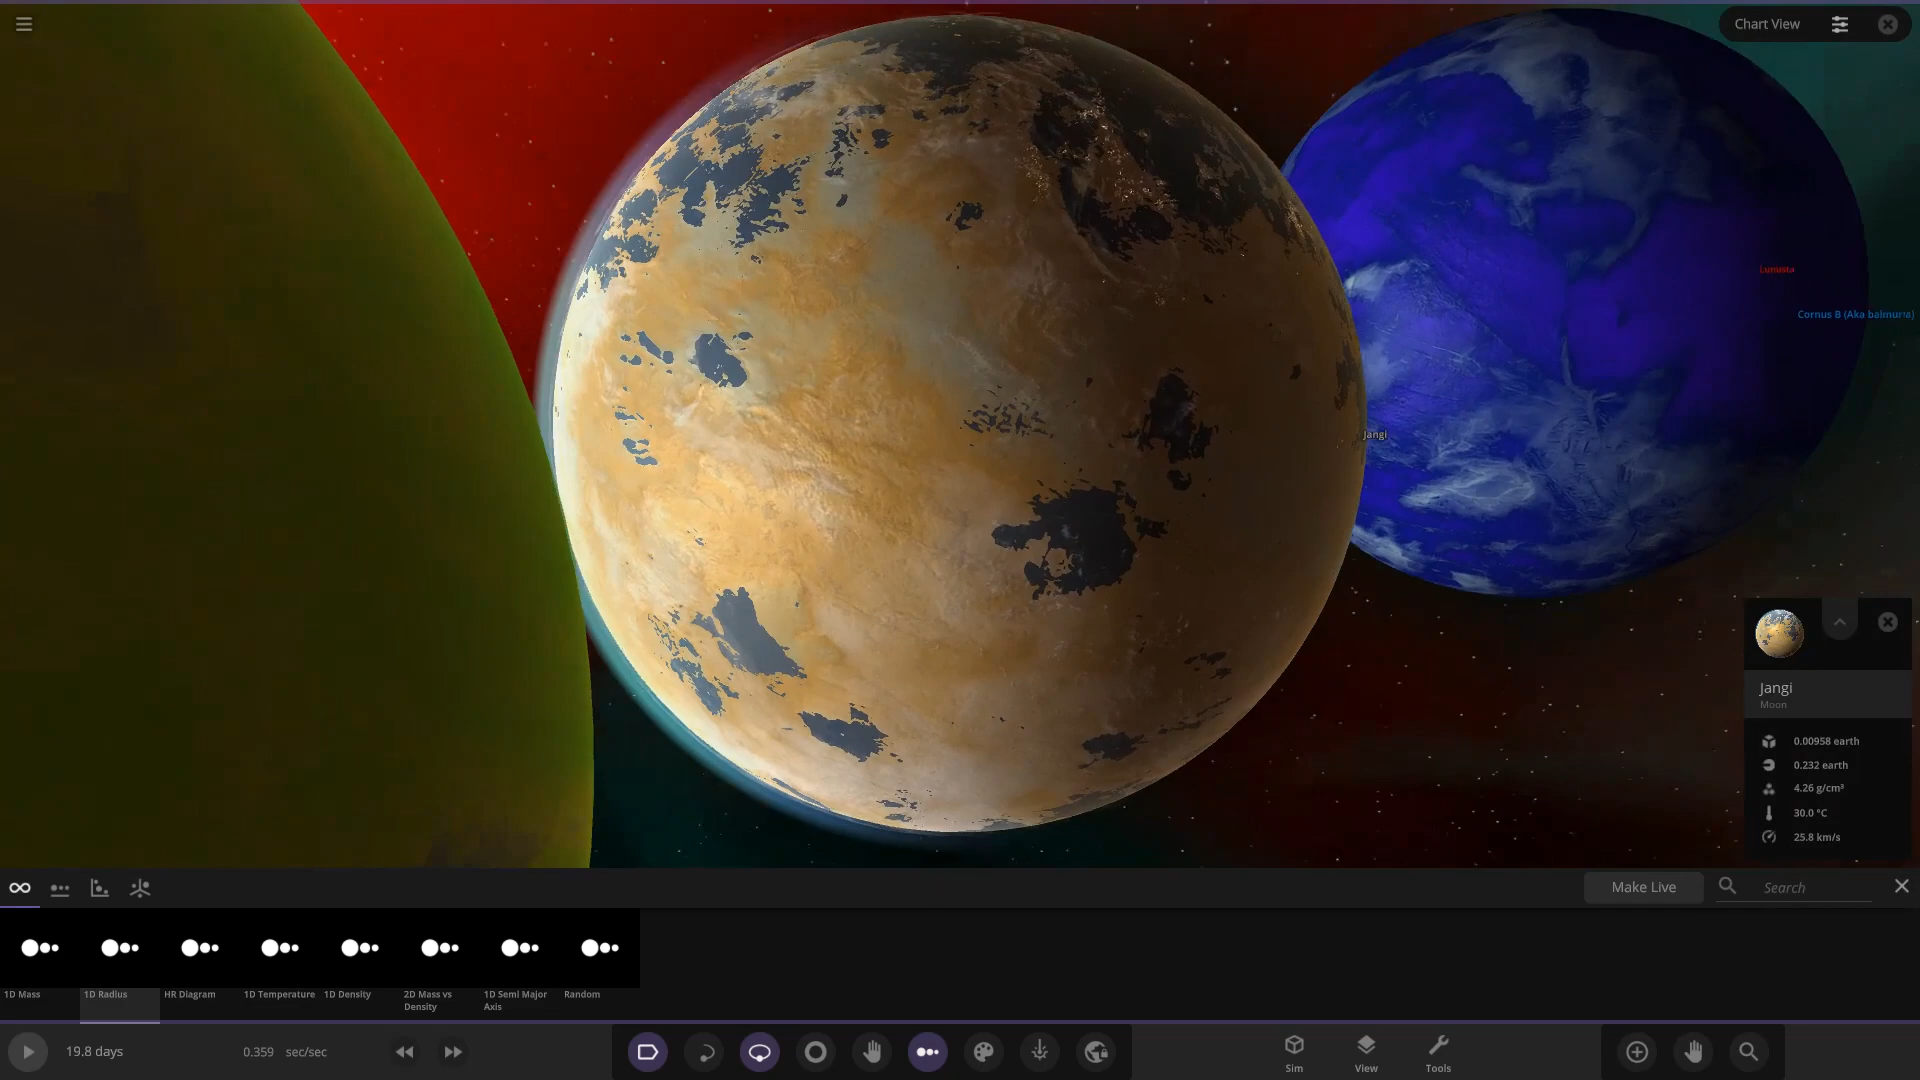 Chart View
Lunusta
Cornus B (Aka balmuria)
Jangi
Jangi
Moon
0.00958 earth
0.232 earth
4.26 g/cm³
30.0 °C
25.8 km/s
Make Live
Search
1D Mass
1D Radius
HR Diagram
1D Temperature
1D Density
2D Mass vs
Density
1D Semi Major
Axis
Random
19.8 days
0.359 sec/sec
Sim
View
Tools